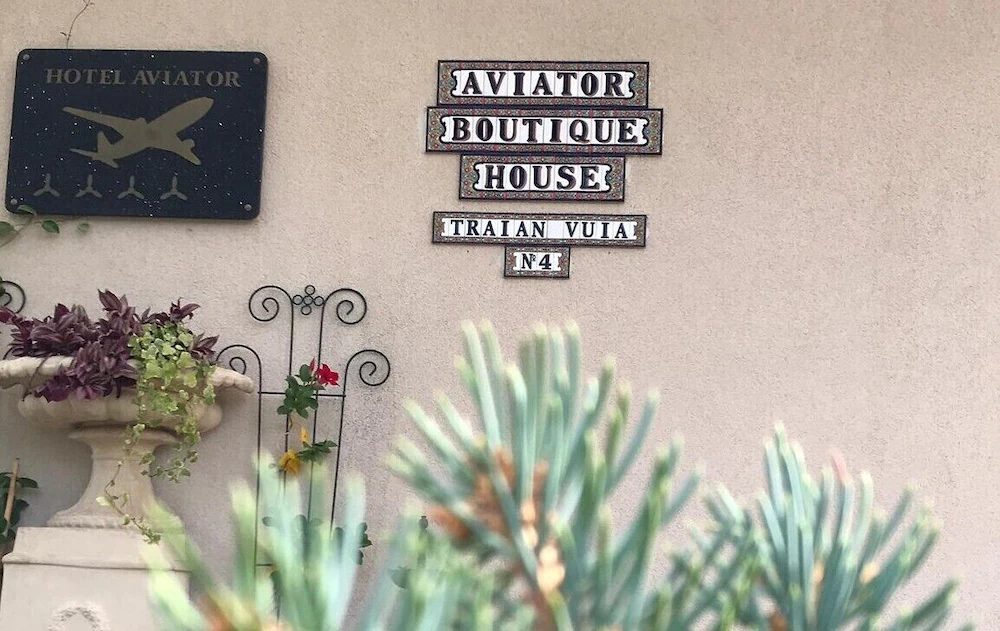 HOTEL AVIATOR
AVIATOR
BOUTIQUE
HOUSE
TRAIAN VUIA
Nº4